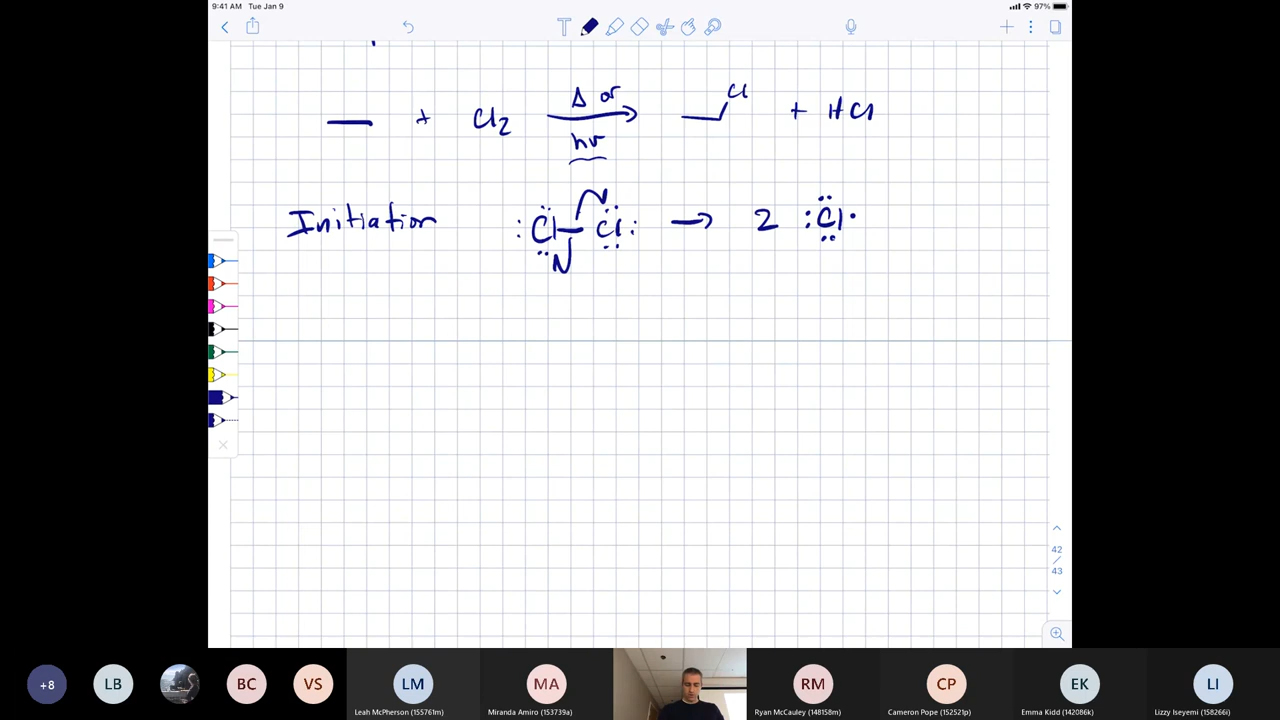 9:41 AM Tue Jan 9
97%
T
Δ or
+ Cl2 → Cl + HCl
hν
Initiation :Cl—Cl: → 2 :Cl·
42
/
43
+8 LB BC VS LM MA RM CP EK LI
Leah McPherson (155761m) Miranda Amiro (153739a) Ryan McCauley (148158m) Cameron Pope (152521p) Emma Kidd (142086k) Lizzy Iseyemi (158266i)